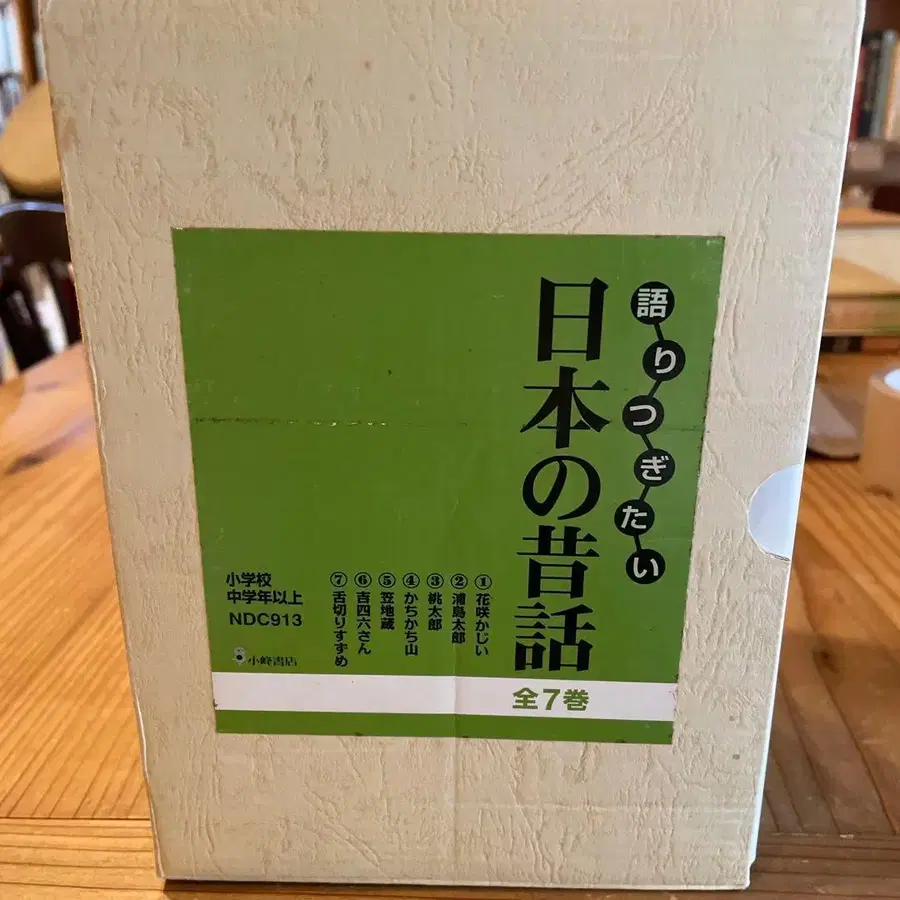 語りつぎたい
日本の昔話
①花咲かじい
②浦島太郎
③桃太郎
④かちかち山
⑤笠地蔵
⑥吉四六さん
⑦舌切りすずめ
小学校
中学年以上
NDC913
小峰書店
全7巻